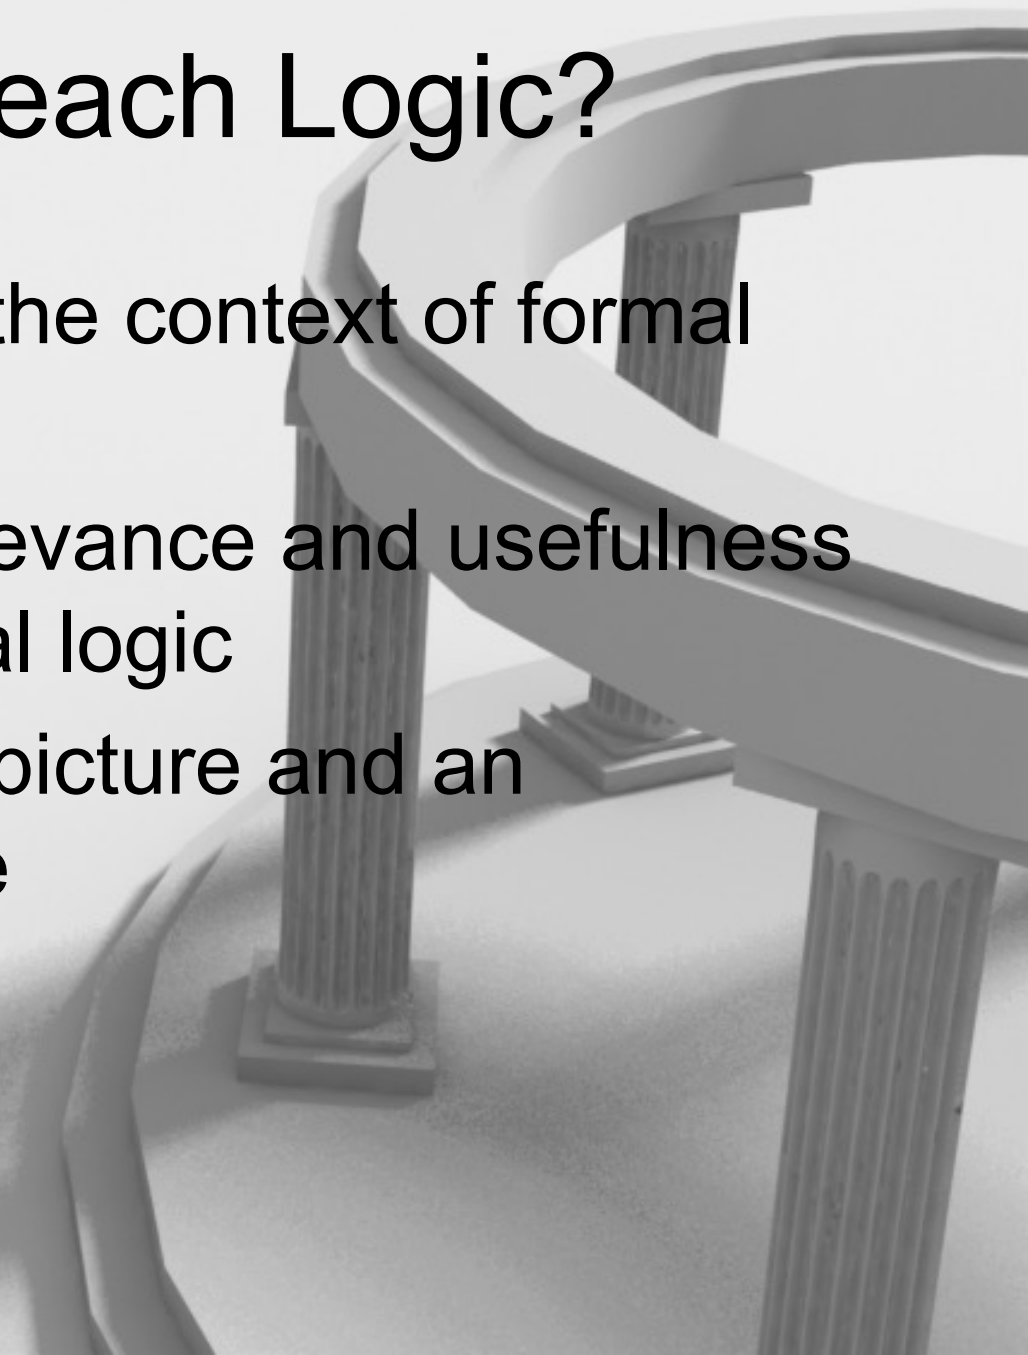 each Logic?
the context of formal
evance and usefulness
al logic
picture and an
e